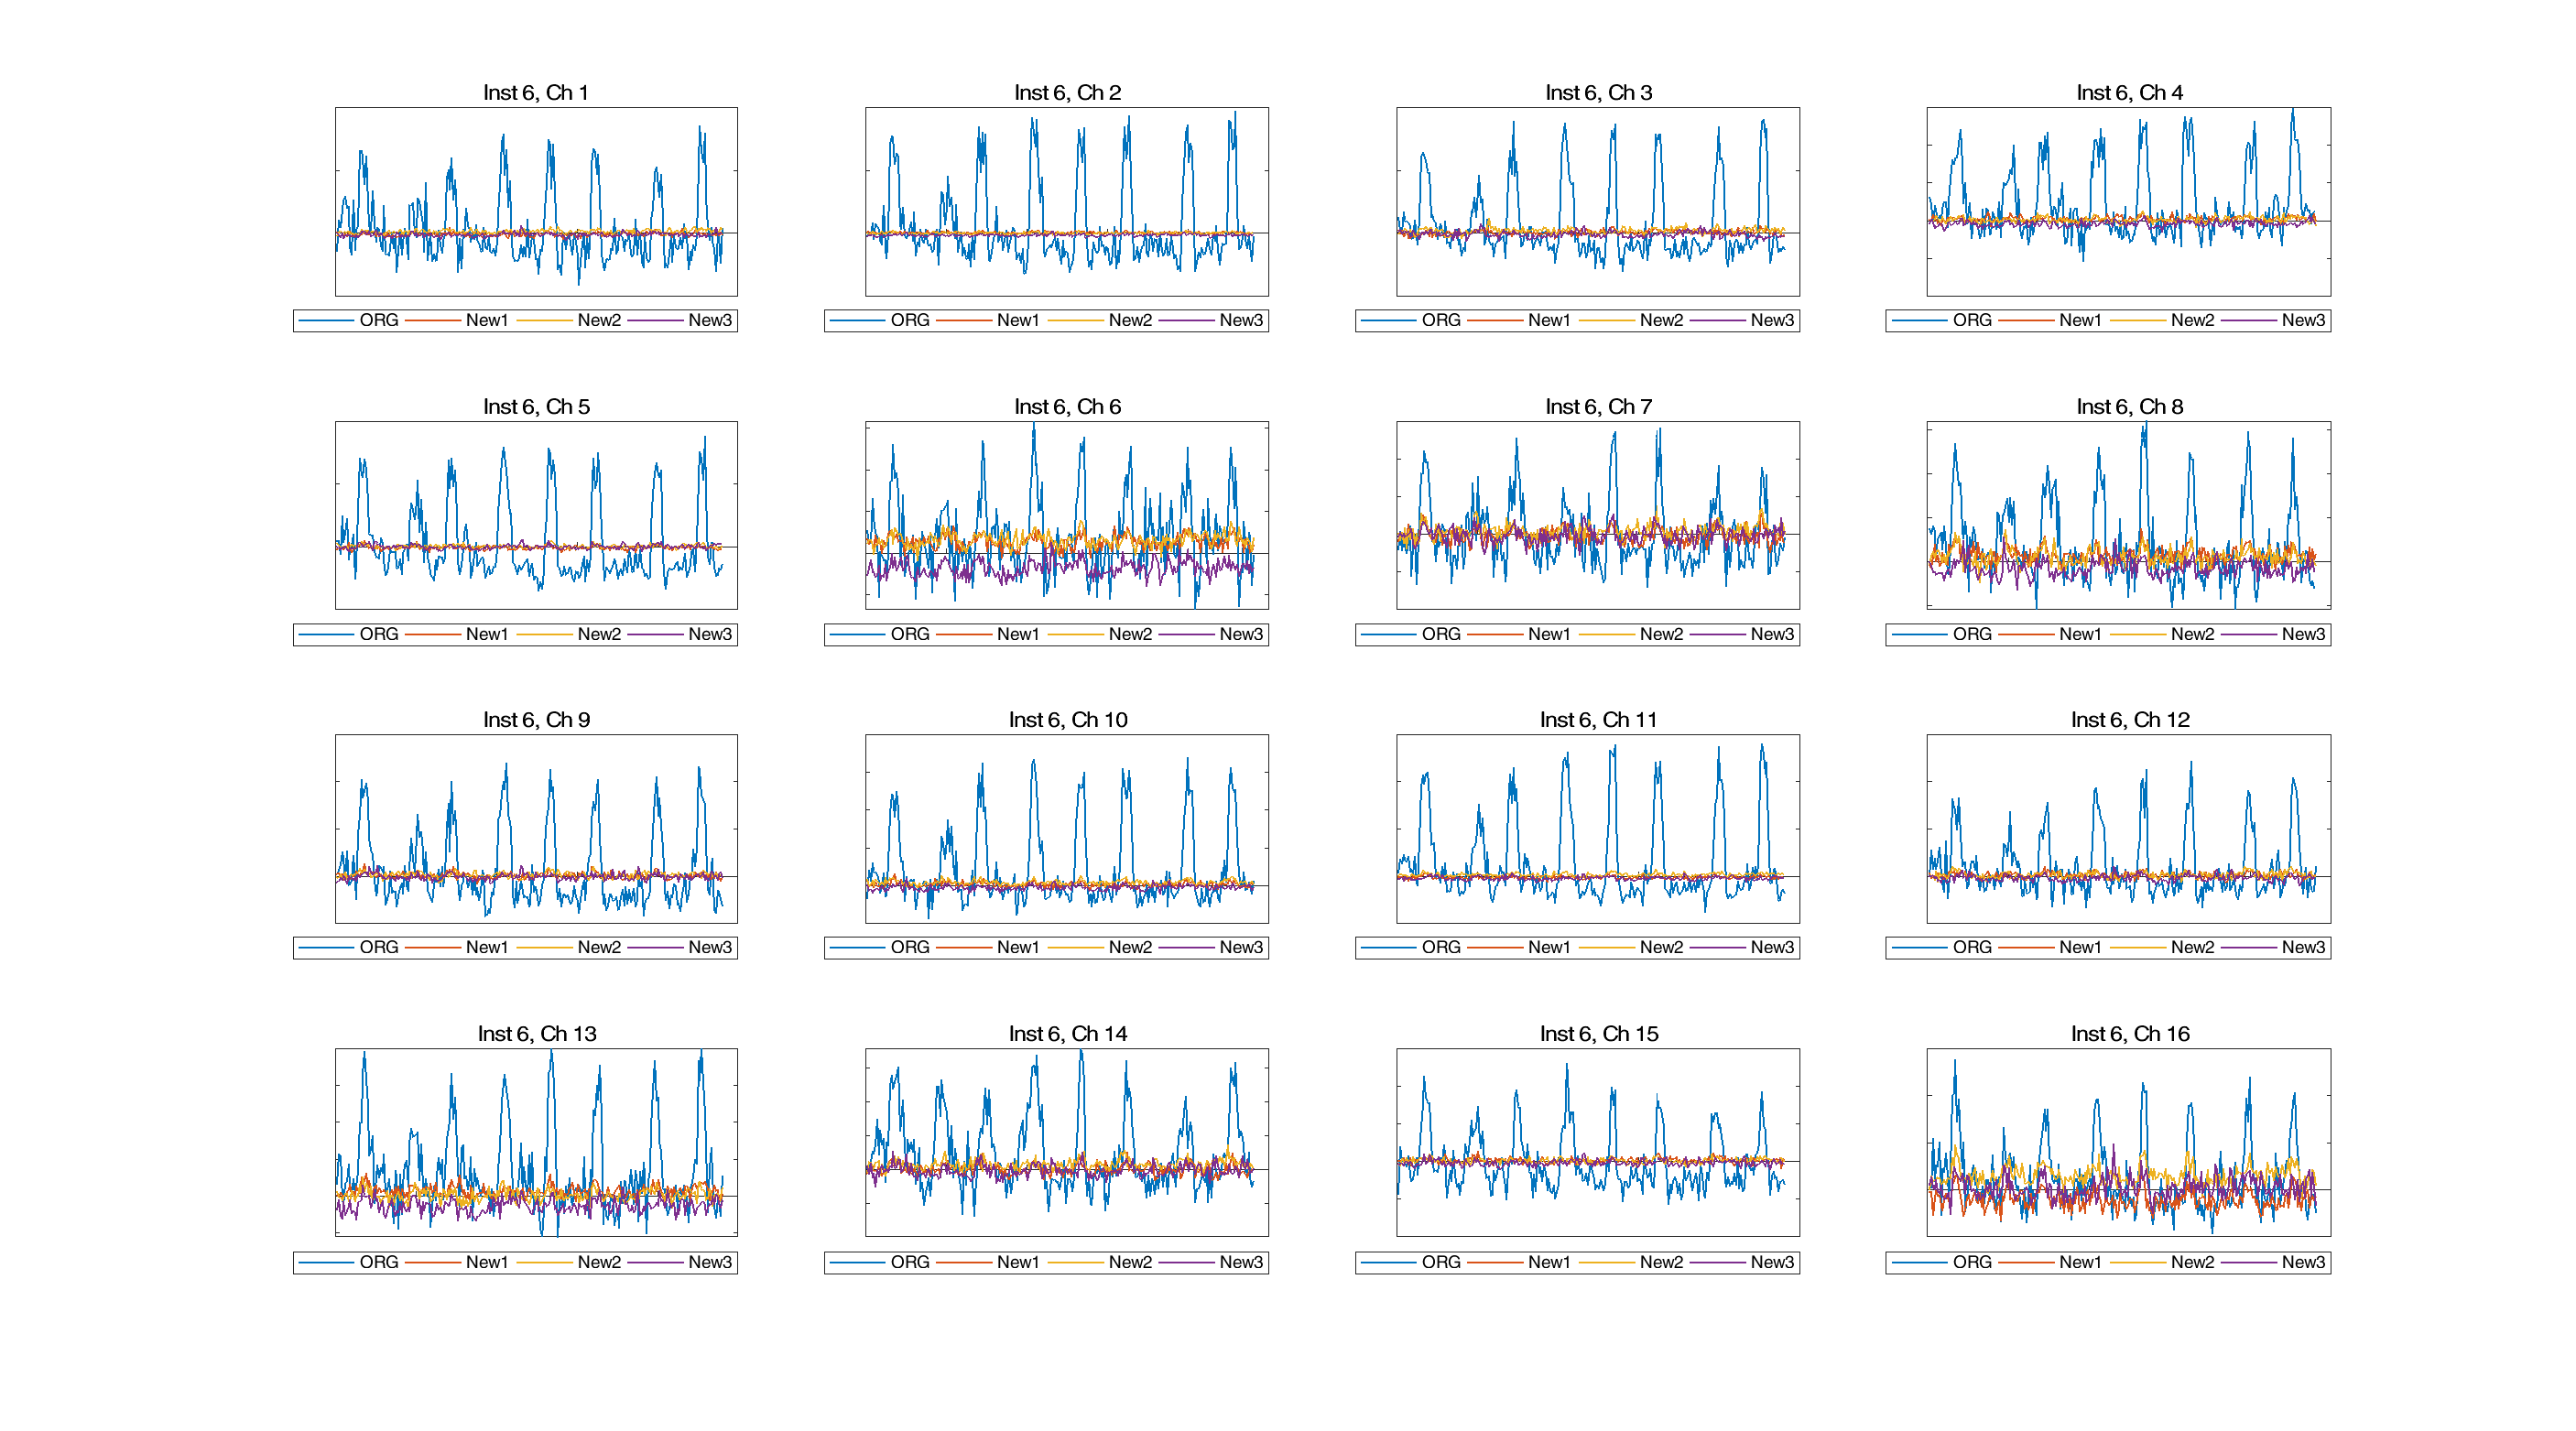 Inst 6, Ch 1
Inst 6, Ch 2
Inst 6, Ch 3
Inst 6, Ch 4
ORG New1 New2 New3
ORG New1 New2 New3
ORG New1 New2 New3
ORG New1 New2 New3
Inst 6, Ch 5
Inst 6, Ch 6
Inst 6, Ch 7
Inst 6, Ch 8
ORG New1 New2 New3
ORG New1 New2 New3
ORG New1 New2 New3
ORG New1 New2 New3
Inst 6, Ch 9
Inst 6, Ch 10
Inst 6, Ch 11
Inst 6, Ch 12
ORG New1 New2 New3
ORG New1 New2 New3
ORG New1 New2 New3
ORG New1 New2 New3
Inst 6, Ch 13
Inst 6, Ch 14
Inst 6, Ch 15
Inst 6, Ch 16
ORG New1 New2 New3
ORG New1 New2 New3
ORG New1 New2 New3
ORG New1 New2 New3